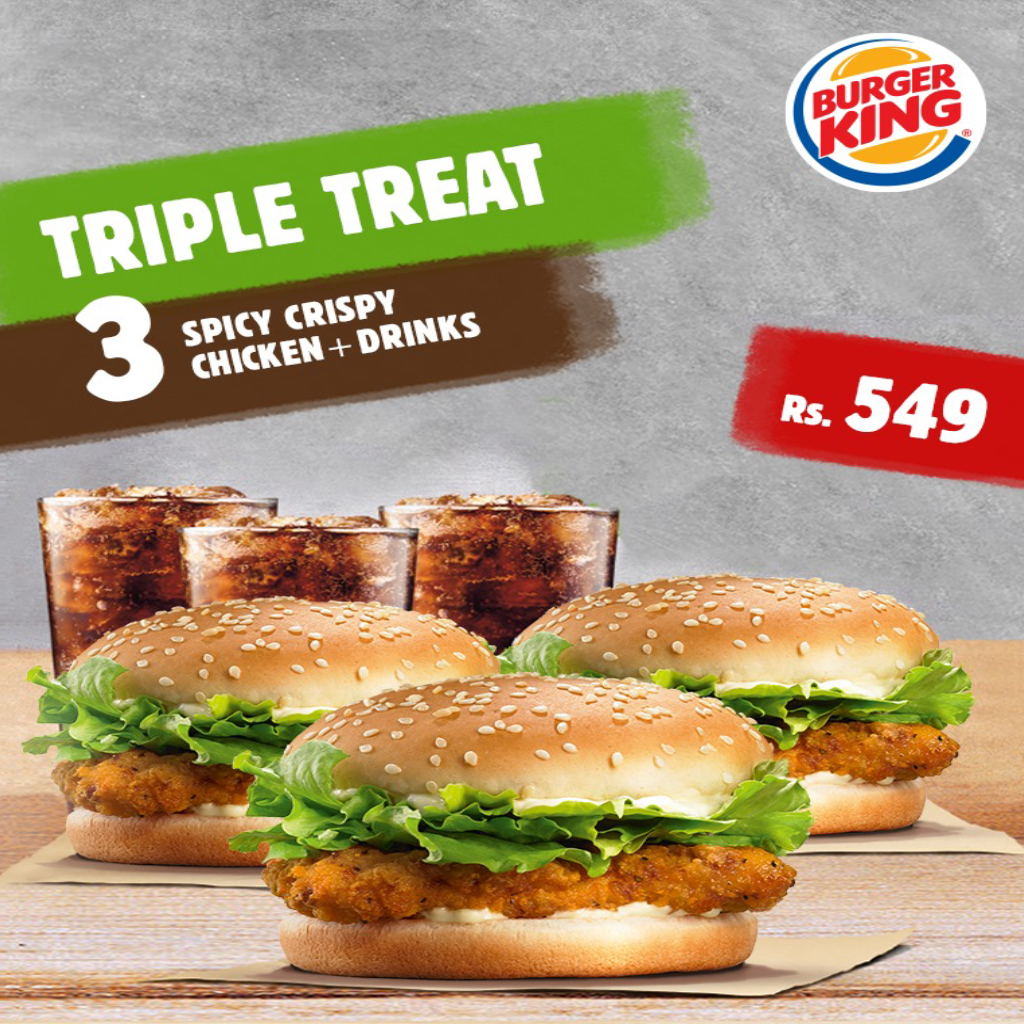 BURGER
KING®
TRIPLE TREAT
3 SPICY CRISPY
CHICKEN + DRINKS
Rs. 549